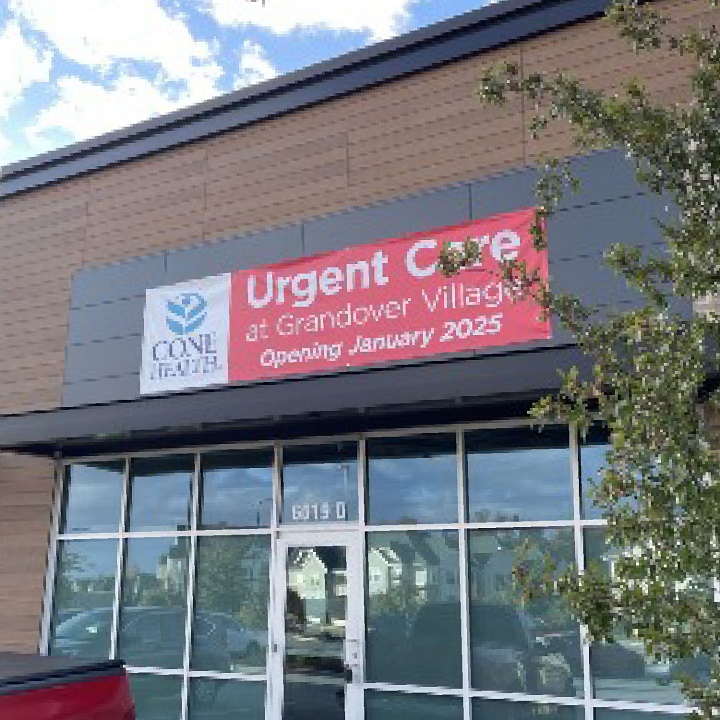 CONE
HEALTH
Urgent Care
at Grandover Village
Opening January 2025
6019 D